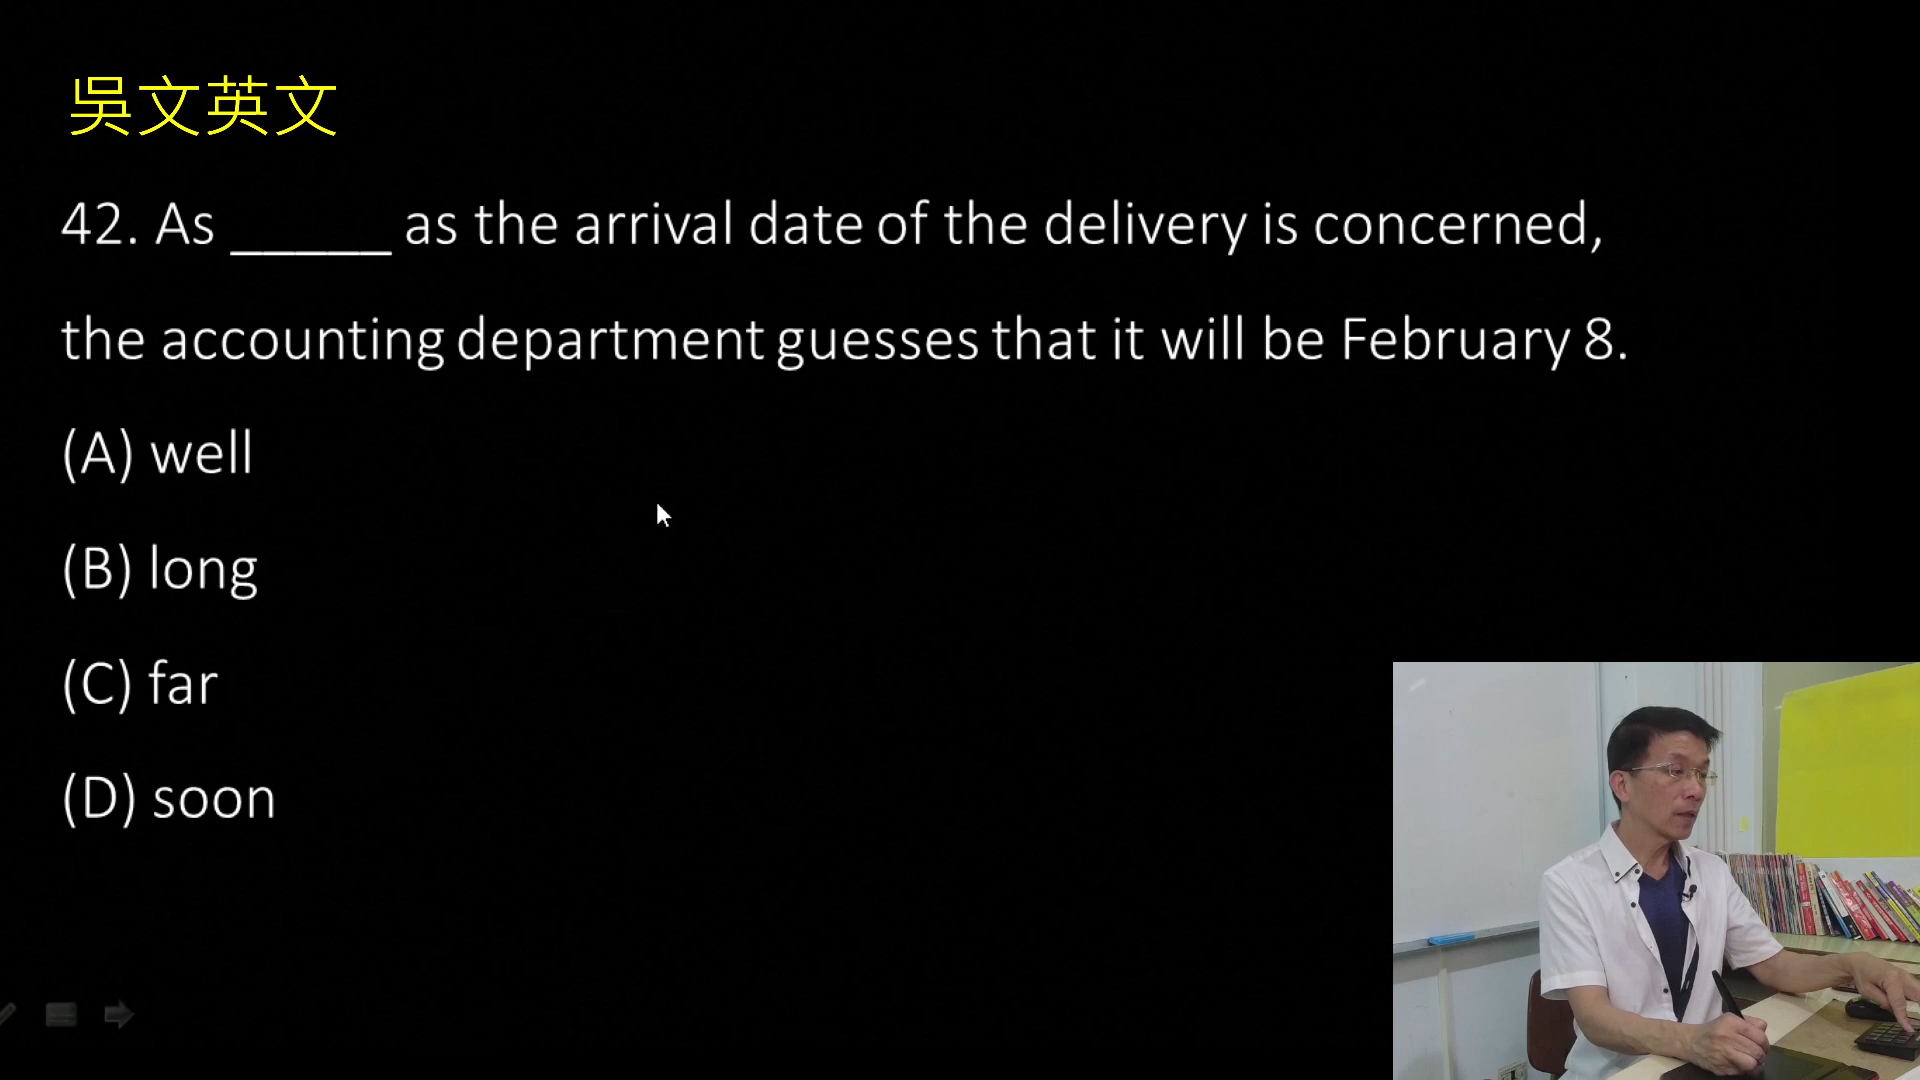 吳文英文
42. As _____ as the arrival date of the delivery is concerned,
the accounting department guesses that it will be February 8.
(A) well
(B) long
(C) far
(D) soon